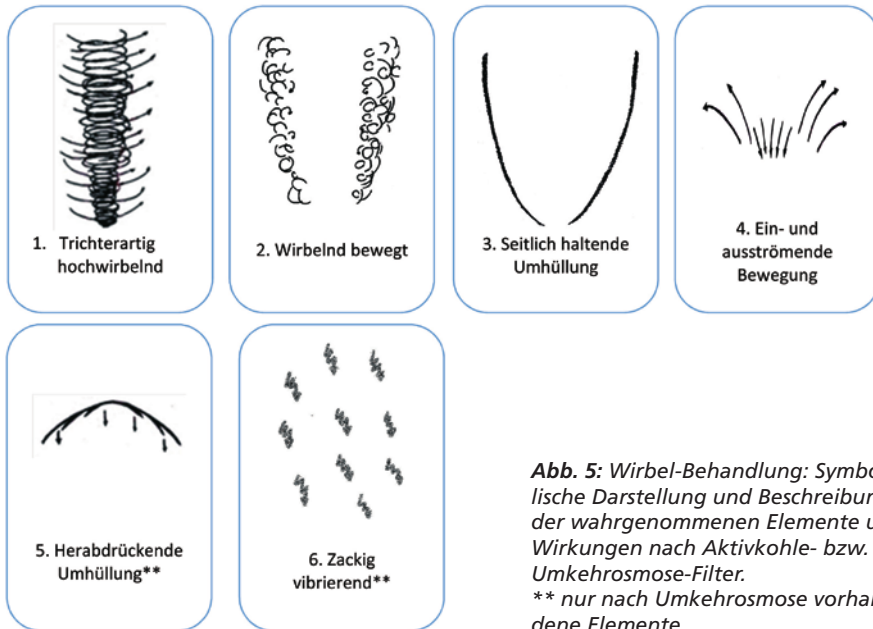 1. Trichterartig
hochwirbelnd
2. Wirbelnd bewegt
3. Seitlich haltende
Umhüllung
4. Ein- und
ausströmende
Bewegung
5. Herabdrückende
Umhüllung**
6. Zackig
vibrierend**
Abb. 5: Wirbel-Behandlung: Symbo
lische Darstellung und Beschreibun
der wahrgenommenen Elemente u
Wirkungen nach Aktivkohle- bzw.
Umkehrosmose-Filter.
** nur nach Umkehrosmose vorha
dene Elemente